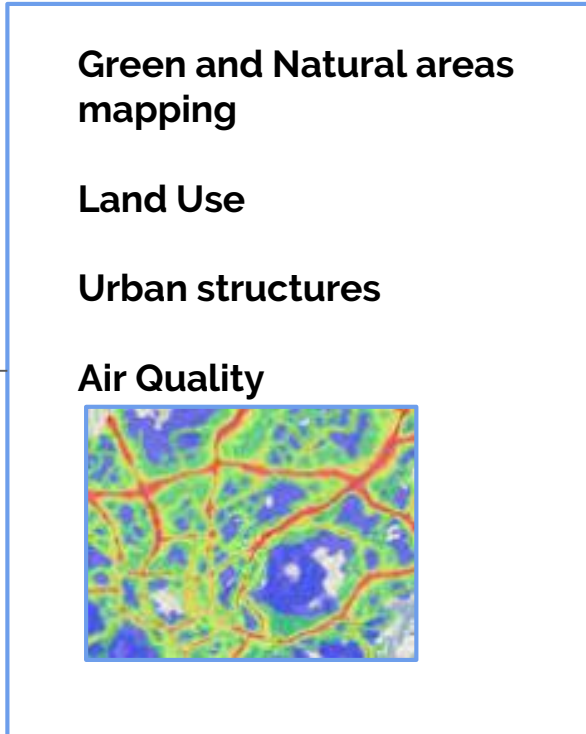 Green and Natural areas
mapping
Land Use
Urban structures
Air Quality